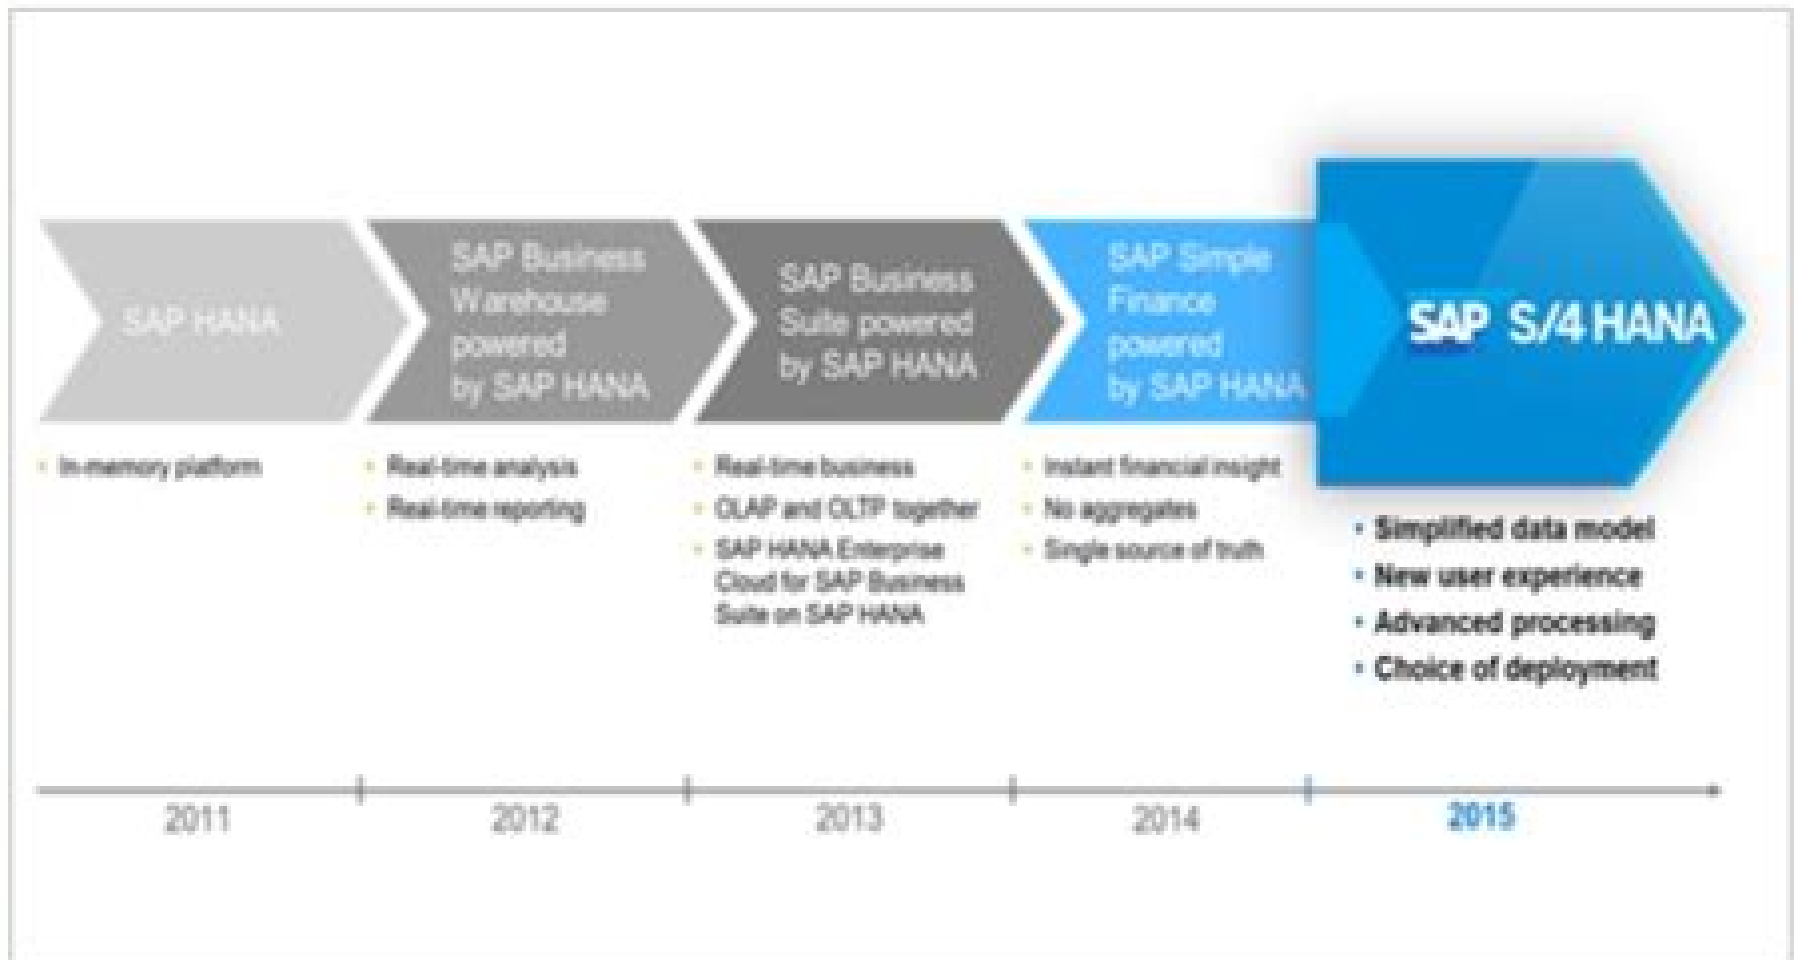 SAP HANA
SAP Business
Warehouse
powered
by SAP HANA
SAP Business
Suite powered
by SAP HANA
SAP Simple
Finance
powered
by SAP HANA
SAP S/4 HANA
• In-memory platform
• Real-time analysis
• Real-time reporting
• Real-time business
• OLAP and OLTP together
• SAP HANA Enterprise
Cloud for SAP Business
Suite on SAP HANA
• Instant financial insight
• No aggregates
• Single source of truth
• Simplified data model
• New user experience
• Advanced processing
• Choice of deployment
2011
2012
2013
2014
2015